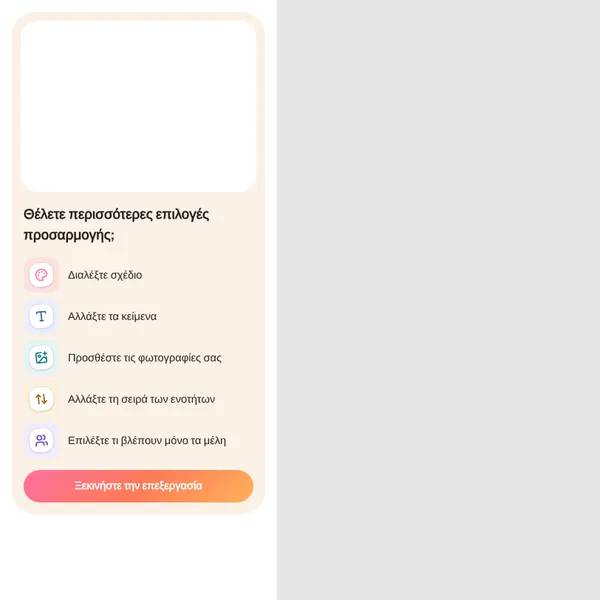 Θέλετε περισσότερες επιλογές
προσαρμογής;
Διαλέξτε σχέδιο
Αλλάξτε τα κείμενα
Προσθέστε τις φωτογραφίες σας
Αλλάξτε τη σειρά των ενοτήτων
Επιλέξτε τι βλέπουν μόνο τα μέλη
Ξεκινήστε την επεξεργασία